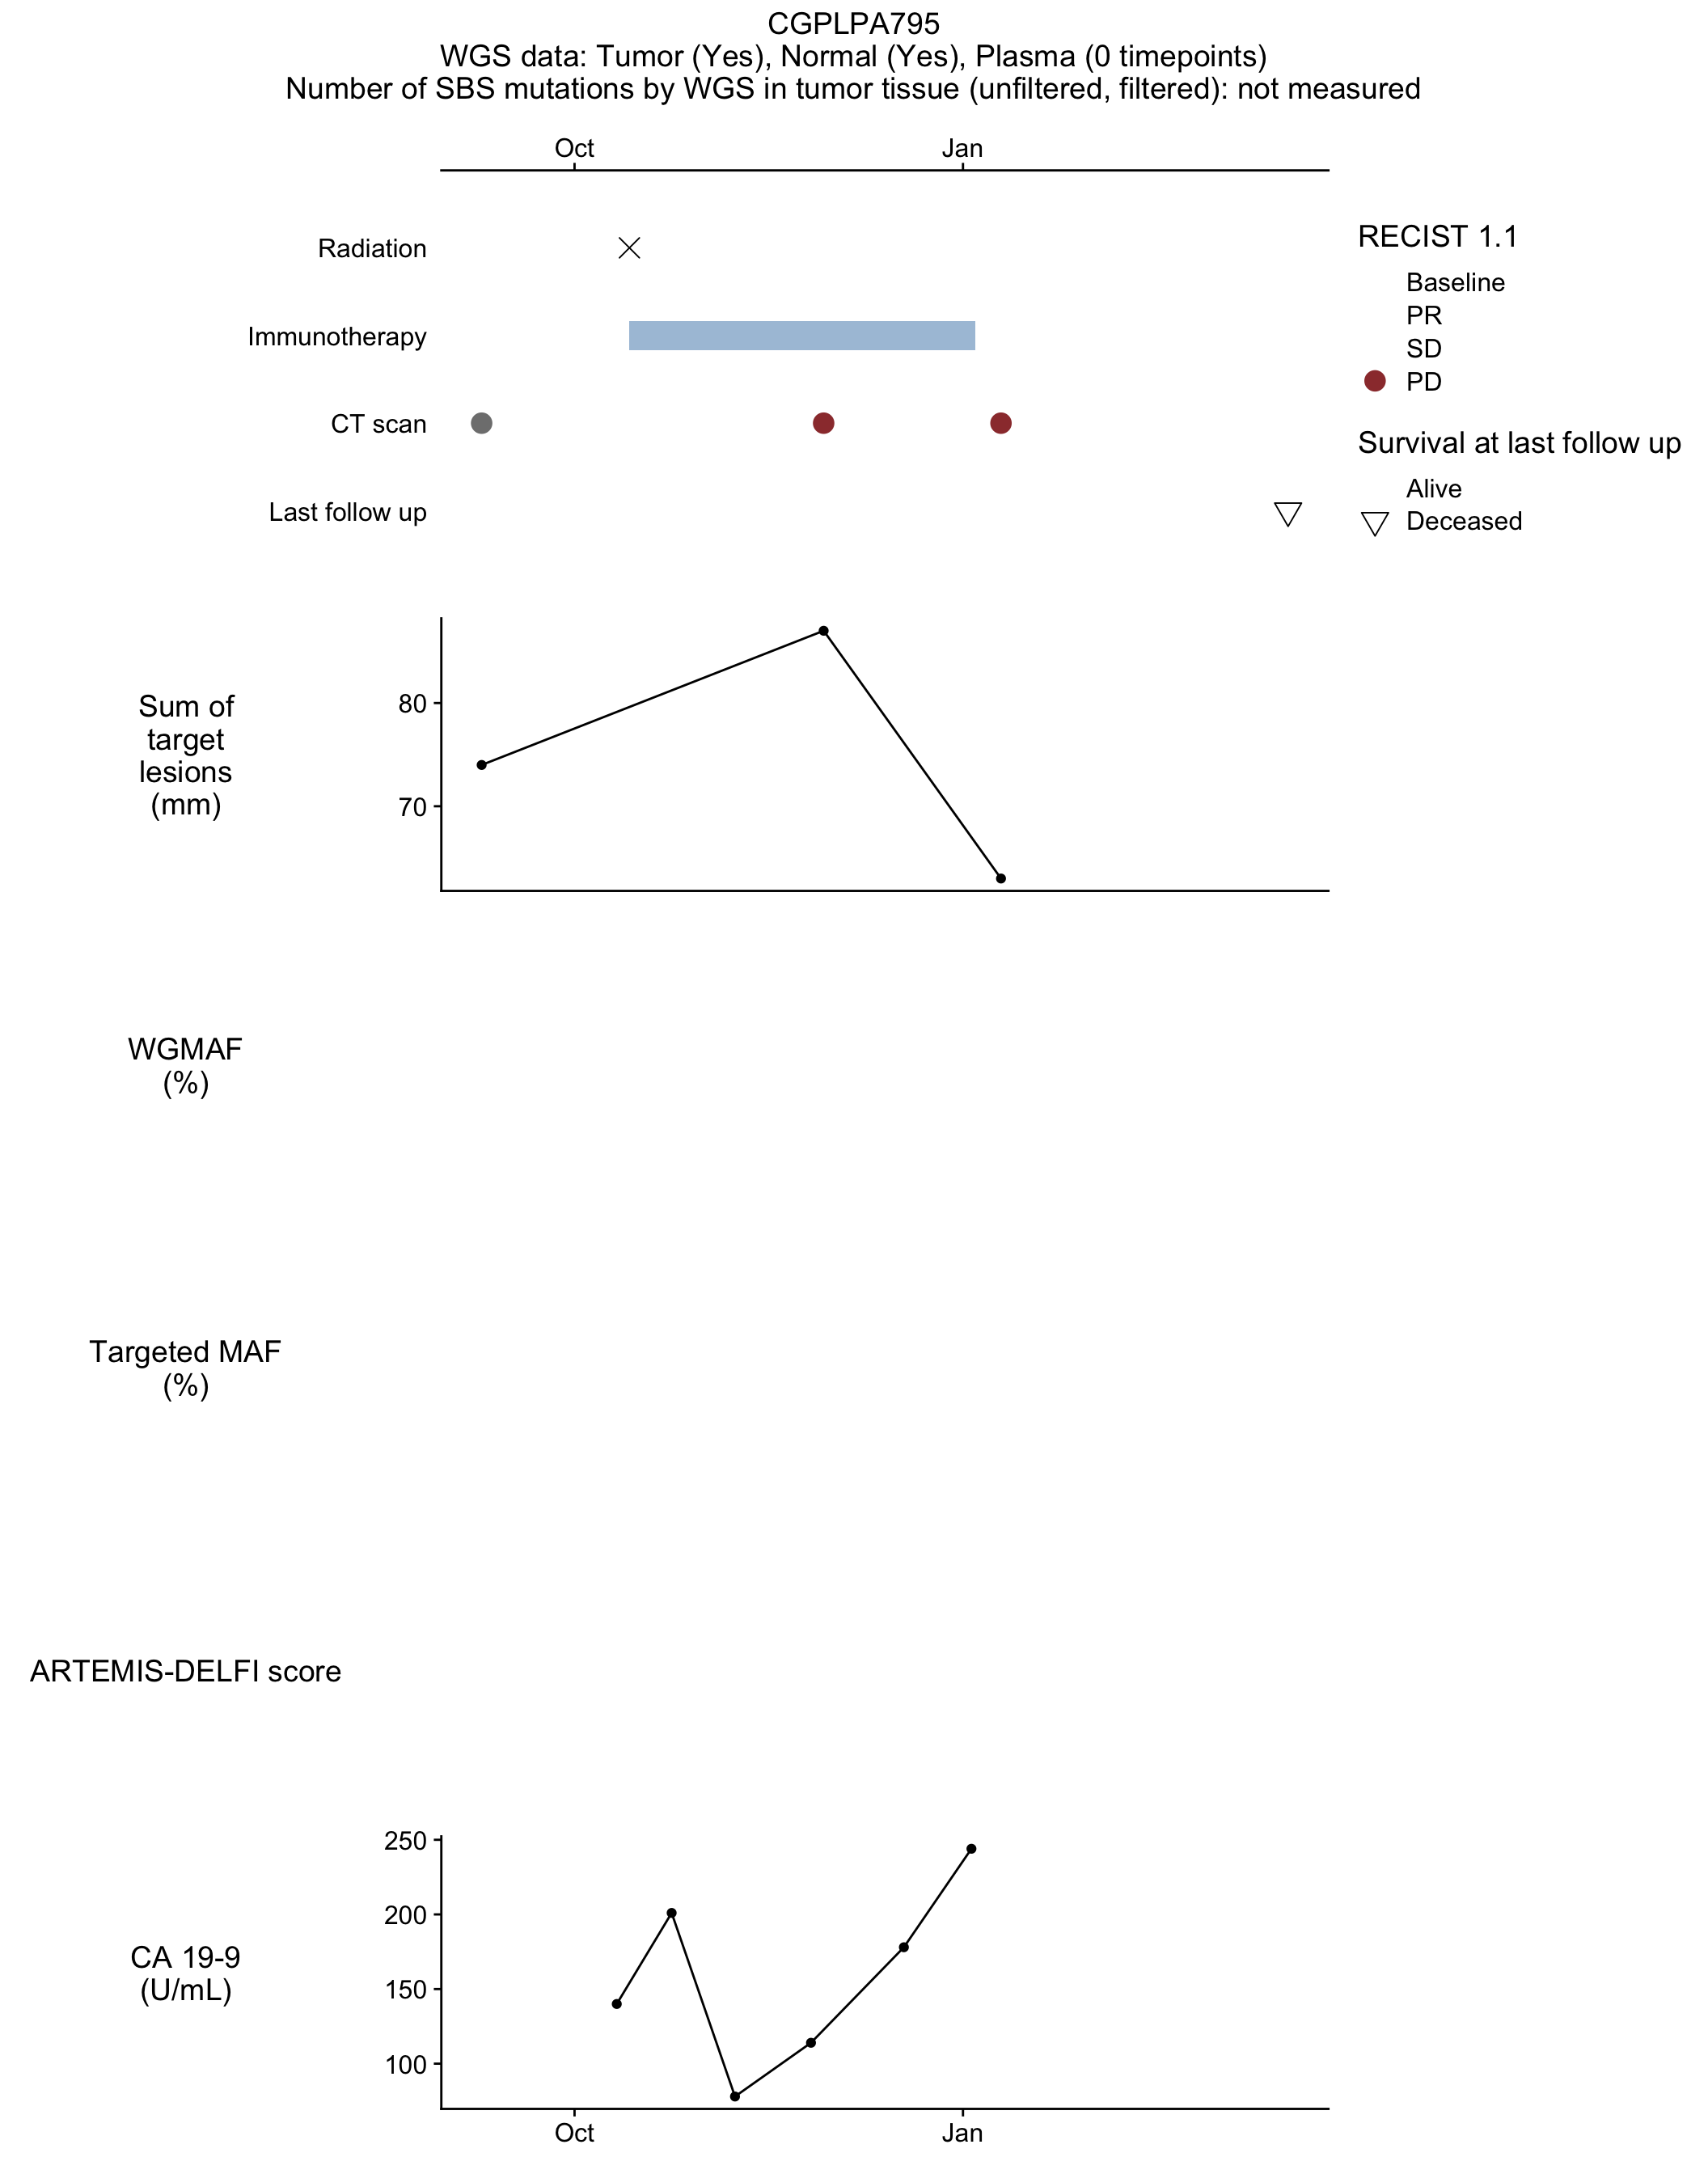 CGPLPA795
WGS data: Tumor (Yes), Normal (Yes), Plasma (0 timepoints)
Number of SBS mutations by WGS in tumor tissue (unfiltered, filtered): not measured
Oct
Jan
Radiation
Immunotherapy
CT scan
Last follow up
RECIST 1.1
Baseline
PR
SD
PD
Survival at last follow up
Alive
Deceased
Sum of
target
lesions
(mm)
80
70
WGMAF
(%)
Targeted MAF
(%)
ARTEMIS-DELFI score
CA 19-9
(U/mL)
250
200
150
100
Oct
Jan